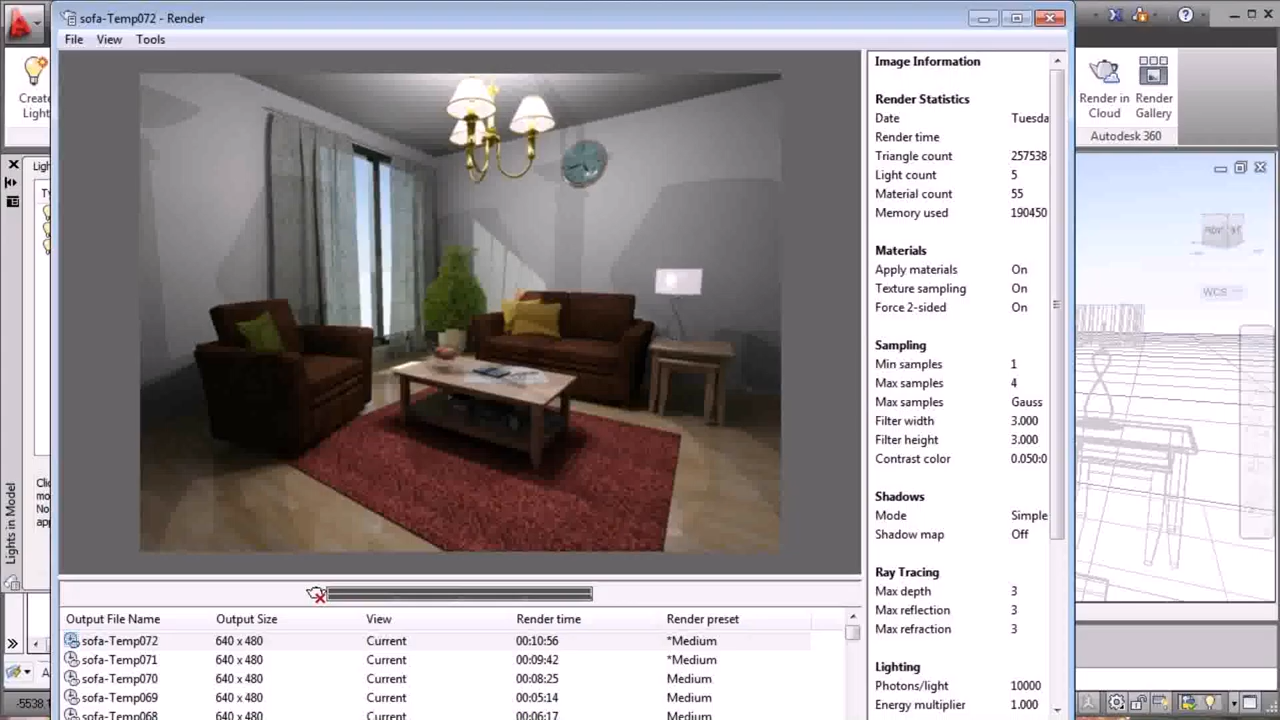 sofa-Temp072 - Render
File View Tools
Create
Light
Render in
Cloud
Render
Gallery
Autodesk 360
Image Information
Render Statistics
Date Tuesda
Render time
Triangle count 257538
Light count 5
Material count 55
Memory used 190450
Materials
Apply materials On
Texture sampling On
Force 2-sided On
Sampling
Min samples 1
Max samples 4
Max samples Gauss
Filter width 3.000
Filter height 3.000
Contrast color 0.050:0
Shadows
Mode Simple
Shadow map Off
Ray Tracing
Max depth 3
Max reflection 3
Max refraction 3
Lighting
Photons/light 10000
Energy multiplier 1.000
Output File Name Output Size View Render time Render preset
sofa-Temp072 640 x 480 Current 00:10:56 *Medium
sofa-Temp071 640 x 480 Current 00:09:42 *Medium
sofa-Temp070 640 x 480 Current 00:08:25 Medium
sofa-Temp069 640 x 480 Current 00:05:14 Medium
sofa-Temp068 640 x 480 Current 00:06:17 Medium
Ligh
Ty
Clic
mo
No
app
Lights in Model
-5538,1
WCS